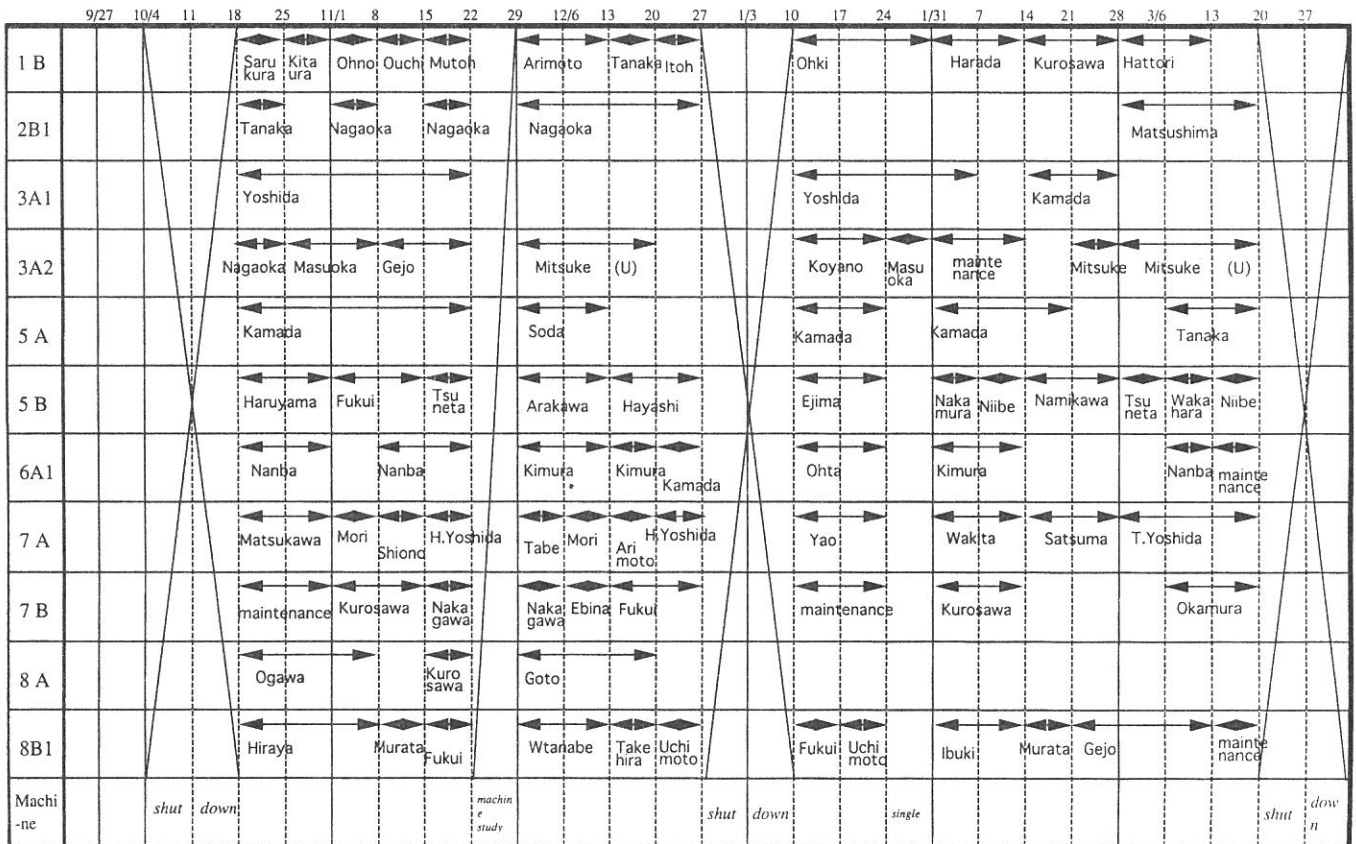 9/27 10/4 11 18 25 11/1 8 15 22 29 12/6 13 20 27 1/3 10 17 24 1/31 7 14 21 28 3/6 13 20 27
1 B Saru Kita Ohno Ouchi Mutoh Arimoto Tanaka Itoh Ohki Harada Kurosawa Hattori
kura ura
2B1 Tanaka Nagaoka Nagaoka Nagaoka Matsushima
3A1 Yoshida Yoshida Kamada
3A2 Nagaoka Masuoka Gejo Mitsuke (U) Koyano Masu mainte Mitsuke Mitsuke (U)
oka nance
5 A Kamada Soda Kamada Kamada Tanaka
5 B Haruyama Fukui Tsu Arakawa Hayashi Ejima Naka Niibe Namikawa Tsu Waka Niibe
neta mura neta hara
6A1 Nanba Nanba Kimura Kimura Kamada Ohta Kimura Nanba mainte
nance
7 A Matsukawa Mori Shiono H.Yoshida Tabe Mori Ari H.Yoshida Yao Wakita Satsuma T.Yoshida
moto
7 B maintenance Kurosawa Naka Naka Ebina Fukui maintenance Kurosawa Okamura
gawa gawa
8 A Ogawa Kuro Goto
sawa
8B1 Hiraya Murata Fukui Wtanabe Take Uchi Fukui Uchi Ibuki Murata Gejo mainte
hira moto moto nance
Machi shut down machin shut down single shut dow
-ne e n
study